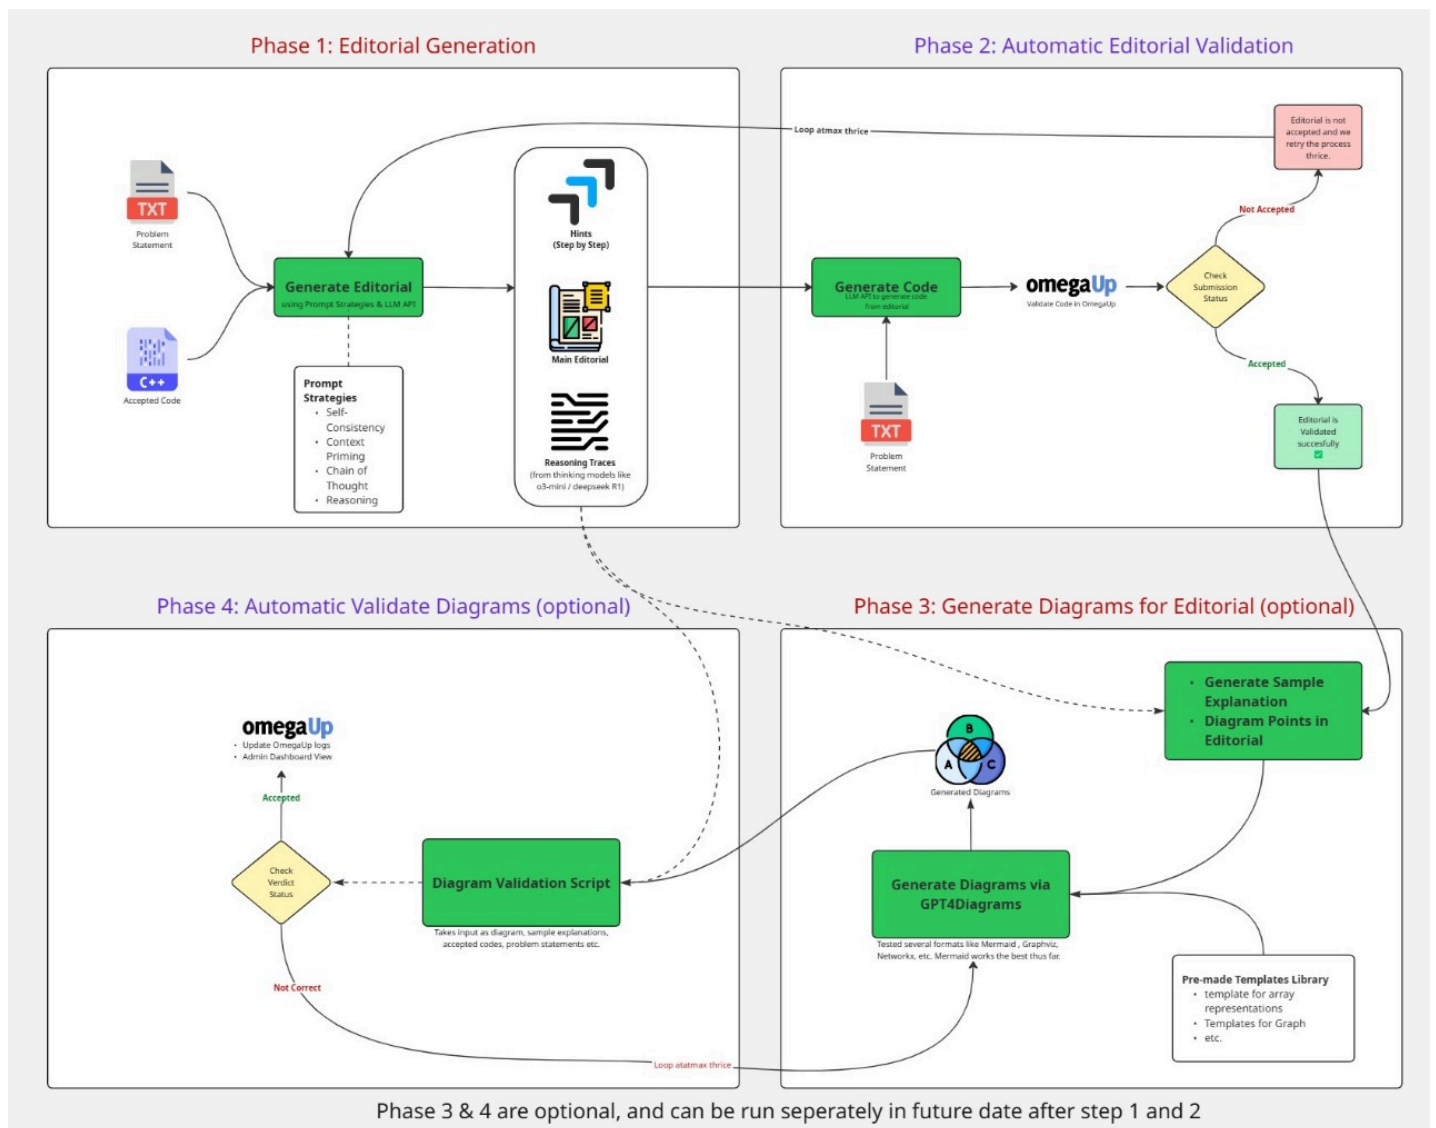 Phase 1: Editorial Generation
TXT
Problem
Statement
C++
Accepted Code
Generate Editorial
using Prompt Strategies & LLM API
Prompt
Strategies
• Self-
Consistency
• Context
Priming
• Chain of
Thought
• Reasoning
Hints
(Step by Step)
Main Editorial
Reasoning Traces
(from thinking models like
o3-mini / deepseek R1)
Phase 2: Automatic Editorial Validation
Loop atmax thrice
Editorial is not
accepted and we
retry the process
thrice.
Not Accepted
Generate Code
LLM API to generate code
from editorial
omegaUp
Validate Code in OmegaUp
Check
Submission
Status
Accepted
TXT
Problem
Statement
Editorial is
Validated
succesfully
Phase 4: Automatic Validate Diagrams (optional)
omegaUp
• Update OmegaUp logs
• Admin Dashboard View
Accepted
Check
Verdict
Status
Diagram Validation Script
Takes input as diagram, sample explanations,
accepted codes, problem statements etc.
Not Correct
Loop atatmax thrice
Phase 3: Generate Diagrams for Editorial (optional)
• Generate Sample
Explanation
• Diagram Points in
Editorial
B
A
C
Generated Diagrams
Generate Diagrams via
GPT4Diagrams
Tested several formats like Mermaid , Graphviz,
Networkx, etc. Mermaid works the best thus far.
Pre-made Templates Library
• template for array
representations
• Templates for Graph
• etc.
Phase 3 & 4 are optional, and can be run seperately in future date after step 1 and 2